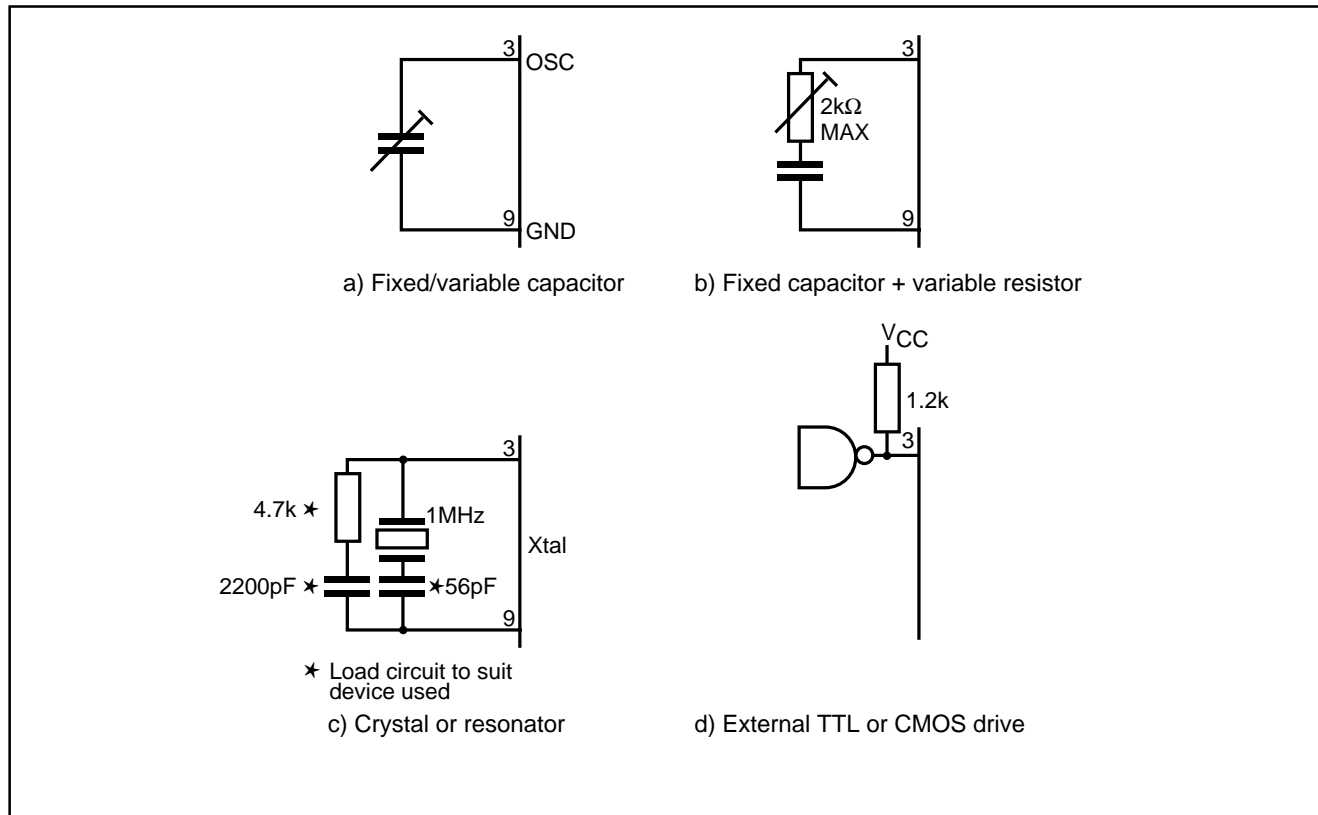 3
OSC
9
GND
a) Fixed/variable capacitor
3
2kΩ
MAX
9
b) Fixed capacitor + variable resistor
3
4.7k ★
1MHz
Xtal
2200pF ★
★56pF
9
★ Load circuit to suit
device used
c) Crystal or resonator
VCC
1.2k
3
d) External TTL or CMOS drive